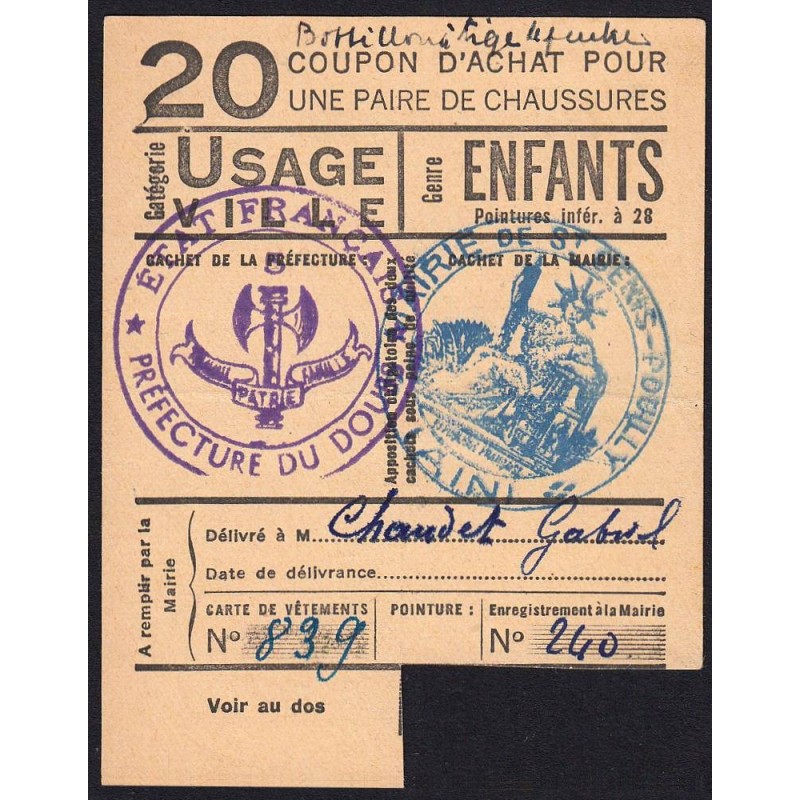 Bottillons à tige
20
COUPON D'ACHAT POUR
UNE PAIRE DE CHAUSSURES
Catégorie
USAGE
VILLE
Genre
ENFANTS
Pointures infér. à 28
CACHET DE LA PRÉFECTURE :
CACHET DE LA MAIRIE :
Apposition obligatoire des deux
cachets sous peine de nullité
ÉTAT FRANÇAIS
PATRIE FAMILLE
★ PRÉFECTURE DU DOUBS
MAIRIE DE ST GENIS-POUILLY
(AIN)
A remplir par la
Mairie
Délivré à M. Chaudet Gabriel
Date de délivrance
CARTE DE VÊTEMENTS
N° 839
POINTURE :
Enregistrement à la Mairie
N° 240
Voir au dos